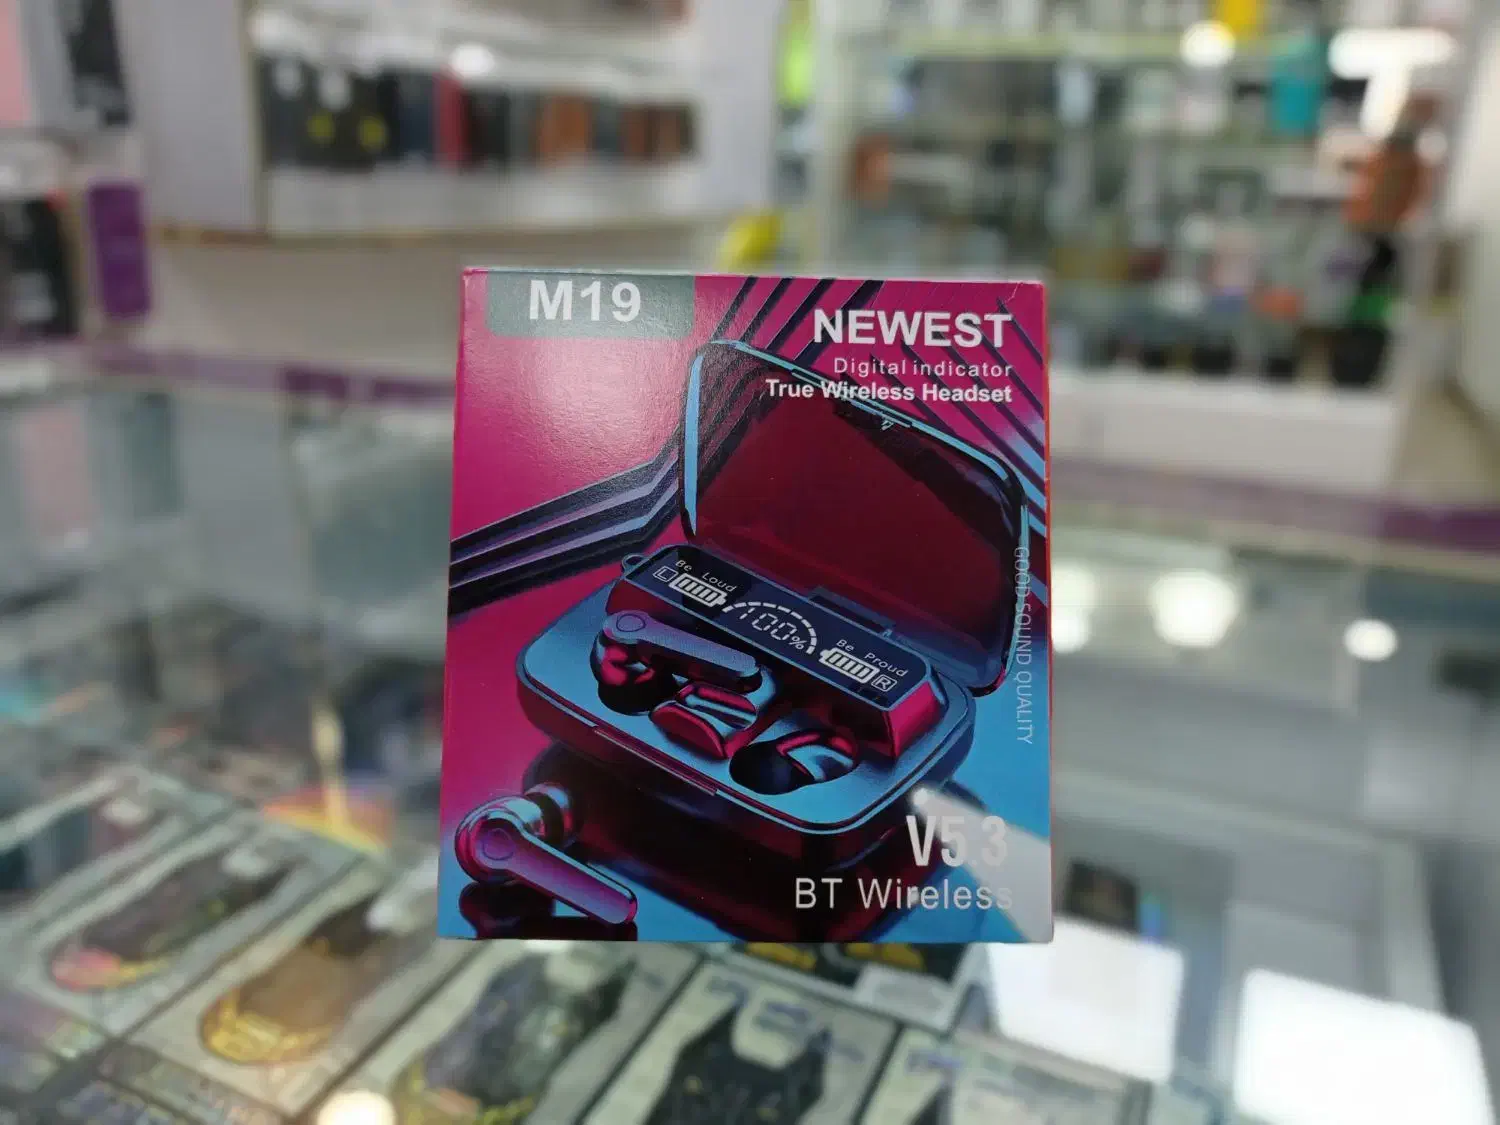 M19
NEWEST
Digital indicator
True Wireless Headset
Be Loud
L
100%
Be Proud
R
GOOD SOUND QUALITY
V5.3
BT Wireless